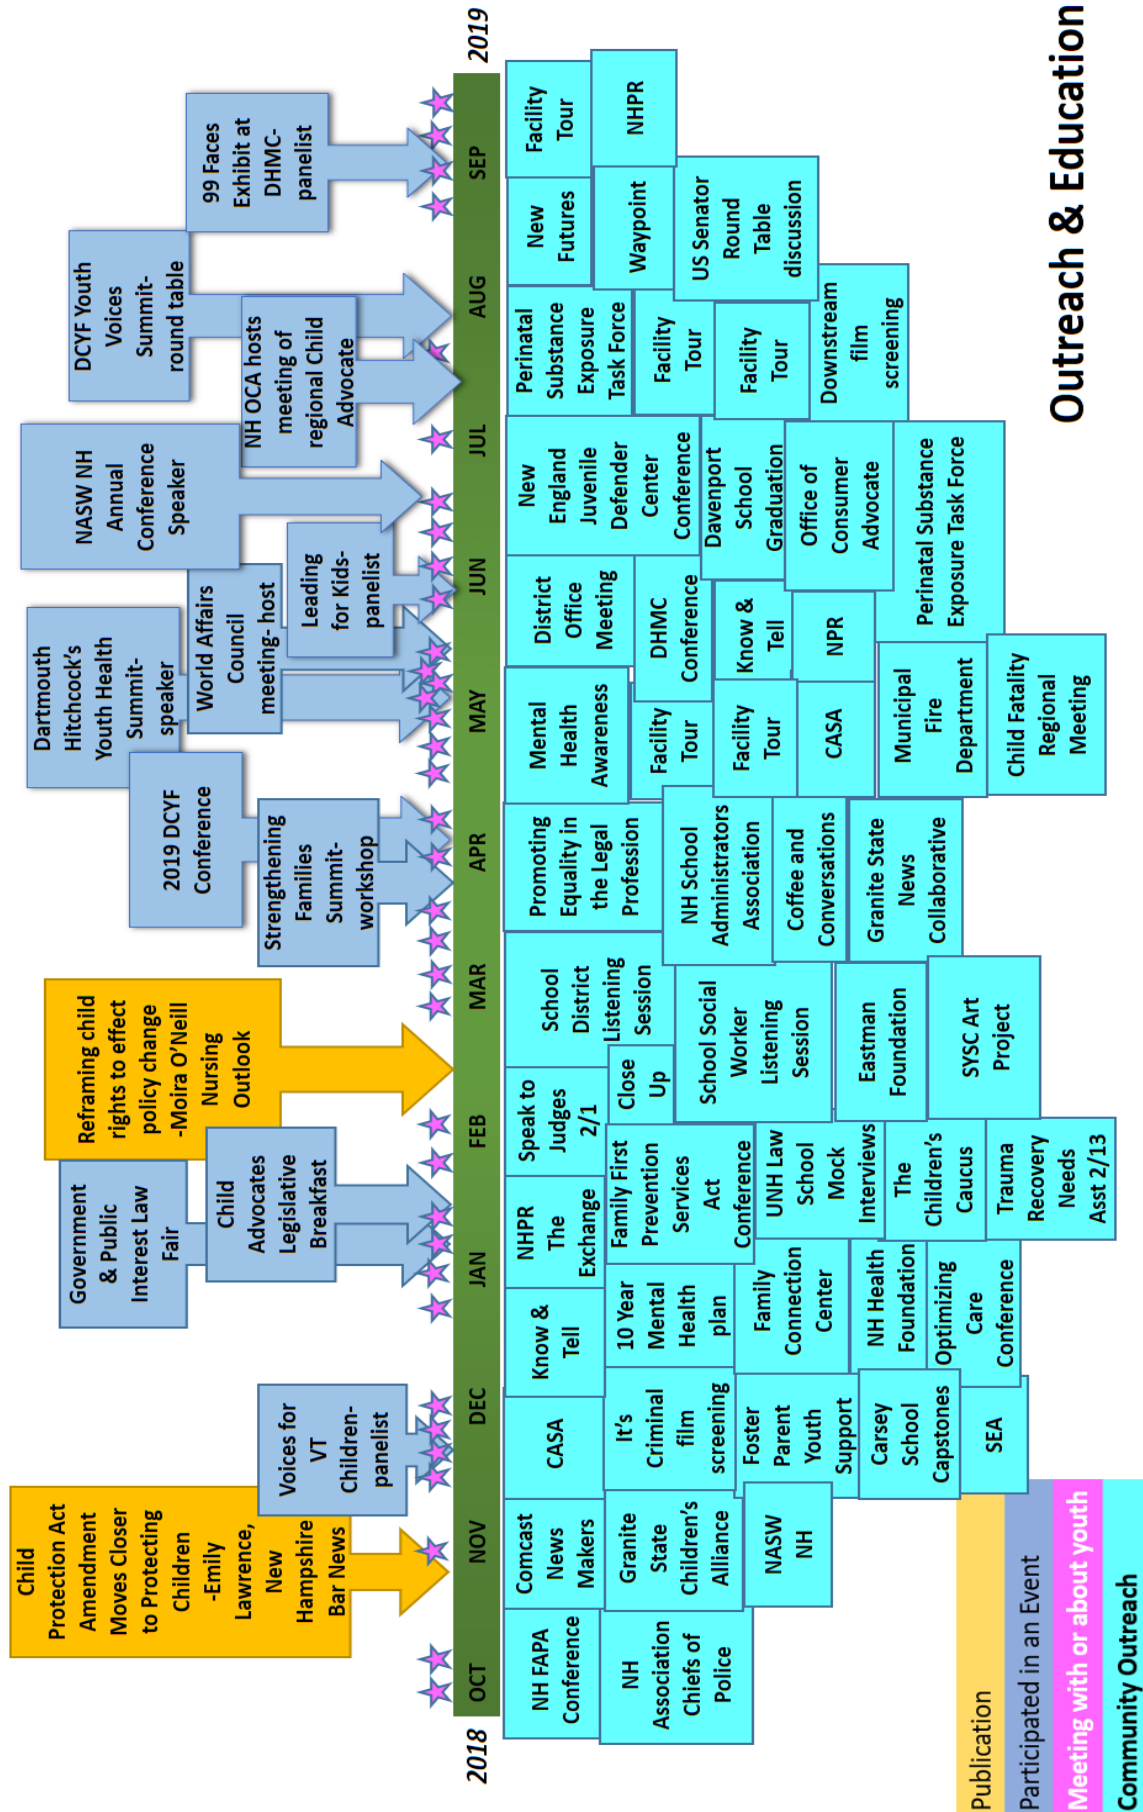 Outreach & Education
Child
Protection Act
Amendment
Moves Closer
to Protecting
Children
-Emily
Lawrence,
New
Hampshire
Bar News
Voices for
VT
Children-
panelist
Government
& Public
Interest Law
Fair
Child
Advocates
Legislative
Breakfast
Reframing child
rights to effect
policy change
-Moira O'Neill
Nursing
Outlook
Strengthening
Families
Summit-
workshop
2019 DCYF
Conference
Dartmouth
Hitchcock's
Youth Health
Summit-
speaker
World Affairs
Council
meeting- host
Leading
for Kids-
panelist
NASW NH
Annual
Conference
Speaker
NH OCA hosts
meeting of
regional Child
Advocate
DCYF Youth
Voices
Summit-
round table
99 Faces
Exhibit at
DHMC-
panelist
2018
OCT
NOV
DEC
JAN
FEB
MAR
APR
MAY
JUN
JUL
AUG
SEP
2019
NH FAPA
Conference
NH
Association
Chiefs of
Police
Comcast
News
Makers
Granite
State
Children's
Alliance
NASW
NH
CASA
It's
Criminal
film
screening
Foster
Parent
Youth
Support
Carsey
School
Capstones
SEA
Know &
Tell
10 Year
Mental
Health
plan
Family
Connection
Center
NH Health
Foundation
Optimizing
Care
Conference
NHPR
The
Exchange
Family First
Prevention
Services
Act
Conference
UNH Law
School
Mock
Interviews
The
Children's
Caucus
Trauma
Recovery
Needs
Asst 2/13
Speak to
Judges
2/1
Close
Up
School
District
Listening
Session
School Social
Worker
Listening
Session
Eastman
Foundation
SYSC Art
Project
Promoting
Equality in
the Legal
Profession
NH School
Administrators
Association
Coffee and
Conversations
Granite State
News
Collaborative
Mental
Health
Awareness
Facility
Tour
Facility
Tour
CASA
Municipal
Fire
Department
Child Fatality
Regional
Meeting
District
Office
Meeting
DHMC
Conference
Know &
Tell
NPR
New
England
Juvenile
Defender
Center
Conference
Davenport
School
Graduation
Office of
Consumer
Advocate
Perinatal Substance
Exposure Task Force
Perinatal
Substance
Exposure
Task Force
Facility
Tour
Facility
Tour
Downstream
film
screening
New
Futures
Waypoint
US Senator
Round
Table
discussion
Facility
Tour
NHPR
Publication
Participated in an Event
Meeting with or about youth
Community Outreach